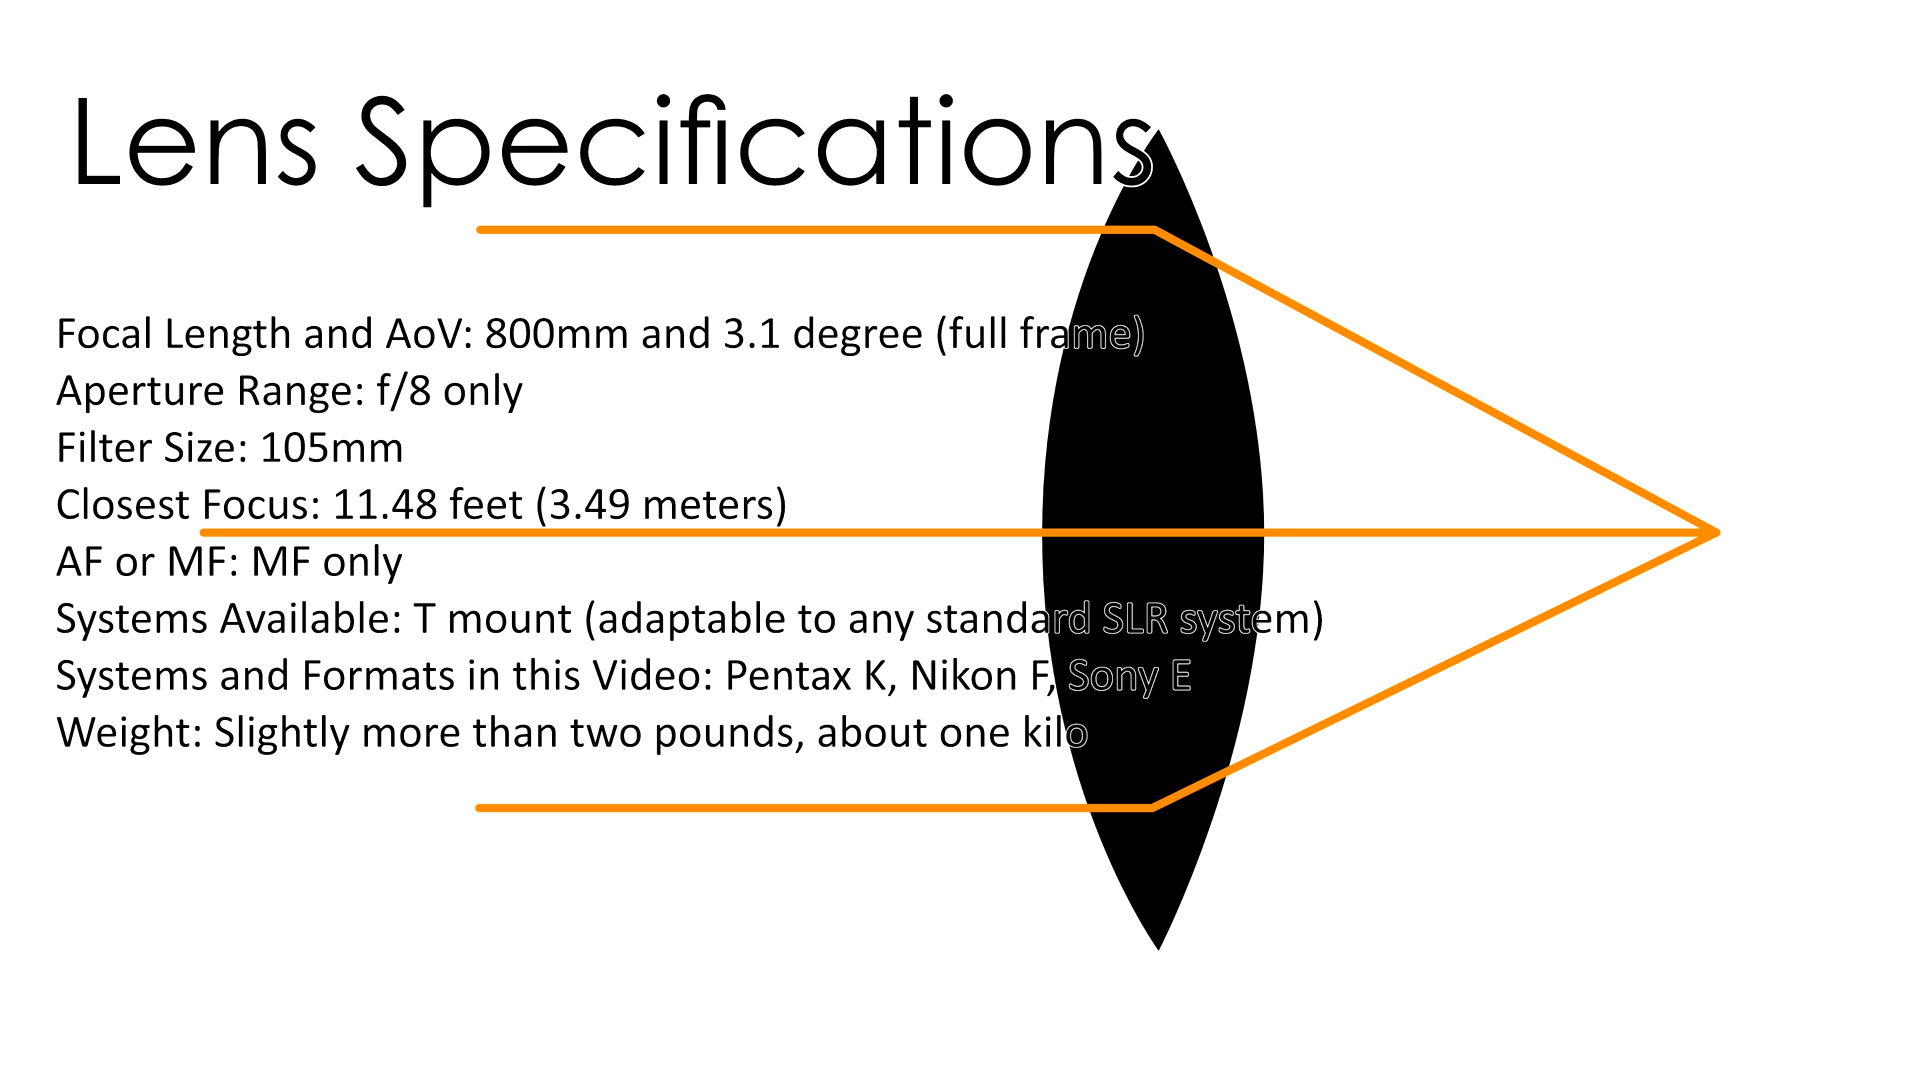 Lens Specifications
Focal Length and AoV: 800mm and 3.1 degree (full frame)
Aperture Range: f/8 only
Filter Size: 105mm
Closest Focus: 11.48 feet (3.49 meters)
AF or MF: MF only
Systems Available: T mount (adaptable to any standard SLR system)
Systems and Formats in this Video: Pentax K, Nikon F, Sony E
Weight: Slightly more than two pounds, about one kilo